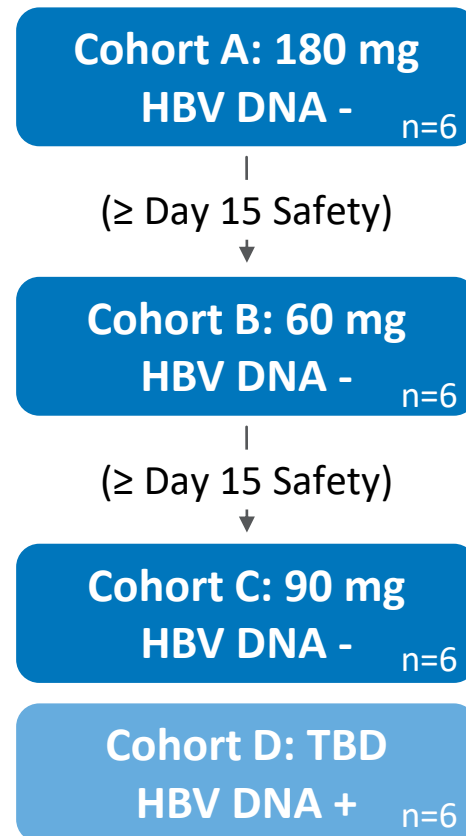 Cohort A: 180 mg
HBV DNA -
n=6
(≥ Day 15 Safety)
Cohort B: 60 mg
HBV DNA -
n=6
(≥ Day 15 Safety)
Cohort C: 90 mg
HBV DNA -
n=6
Cohort D: TBD
HBV DNA +
n=6